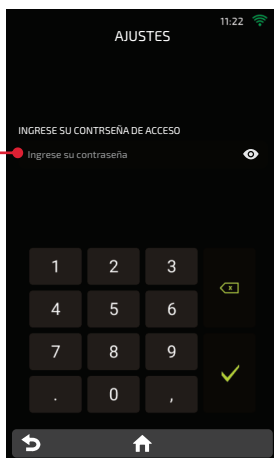 11:22
AJUSTES
INGRESE SU CONTRSEÑA DE ACCESO
Ingrese su contraseña
1 2 3
4 5 6
7 8 9
. 0 ,